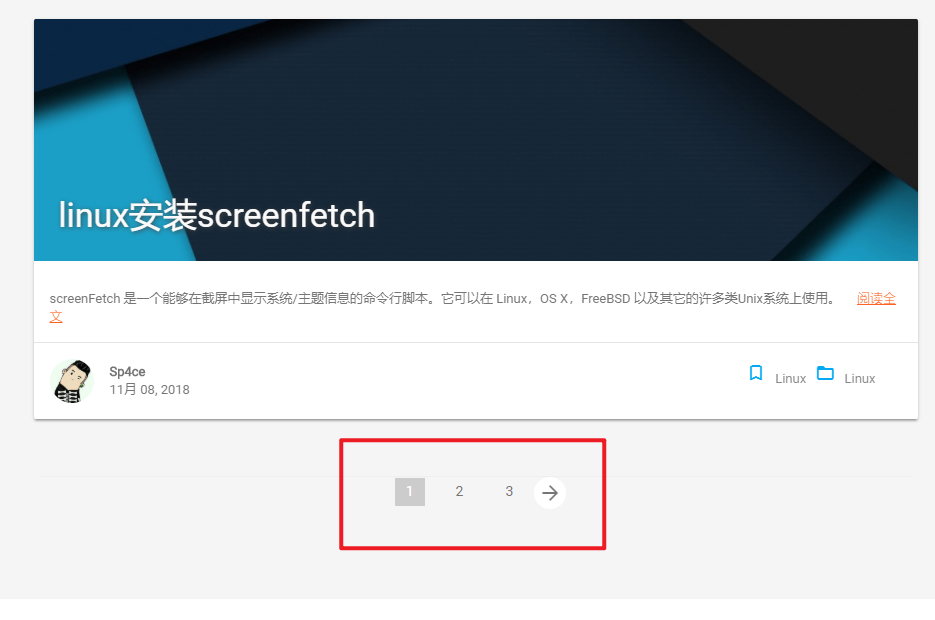 linux安装screenfetch
screenFetch 是一个能够在截屏中显示系统/主题信息的命令行脚本。它可以在 Linux，OS X，FreeBSD 以及其它的许多类Unix系统上使用。 阅读全
文
Sp4ce
11月 08, 2018
Linux Linux
1 2 3